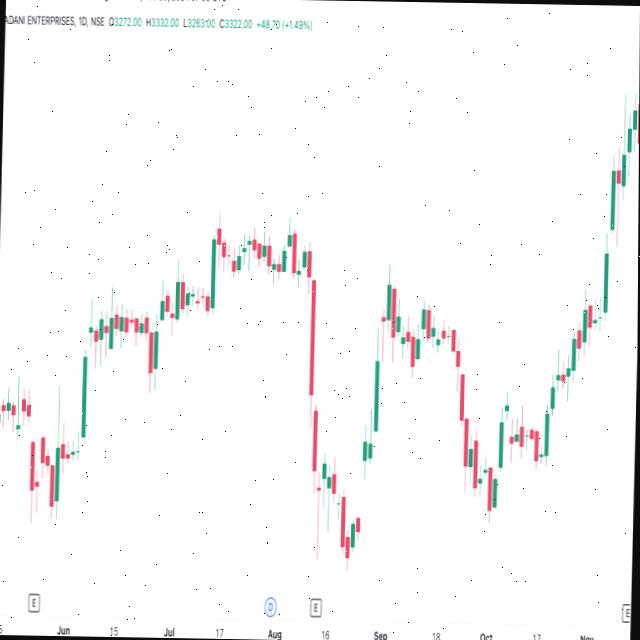 ADANI ENTERPRISES, 1D, NSE O3272.00 H3332.00 L3263.00 C3322.00 +48.70 (+1.49%)
E D E E
Jun 15 Jul 17 Aug 16 Sep 18 Oct 17 Nov